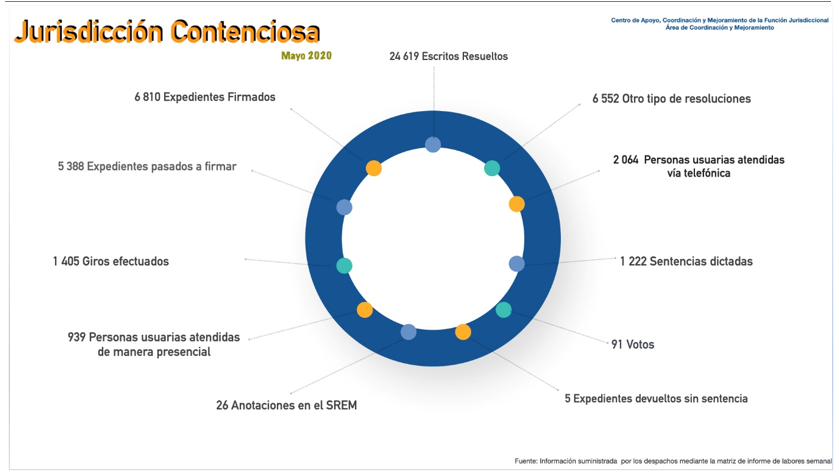 Jurisdicción Contenciosa
Mayo 2020
Centro de Apoyo, Coordinación y Mejoramiento de la Función Jurisdiccional
Área de Coordinación y Mejoramiento
24 619 Escritos Resueltos
6 810 Expedientes Firmados
6 552 Otro tipo de resoluciones
5 388 Expedientes pasados a firmar
2 064 Personas usuarias atendidas
vía telefónica
1 405 Giros efectuados
1 222 Sentencias dictadas
939 Personas usuarias atendidas
de manera presencial
91 Votos
26 Anotaciones en el SREM
5 Expedientes devueltos sin sentencia
Fuente: Información suministrada por los despachos mediante la matriz de informe de labores semanal